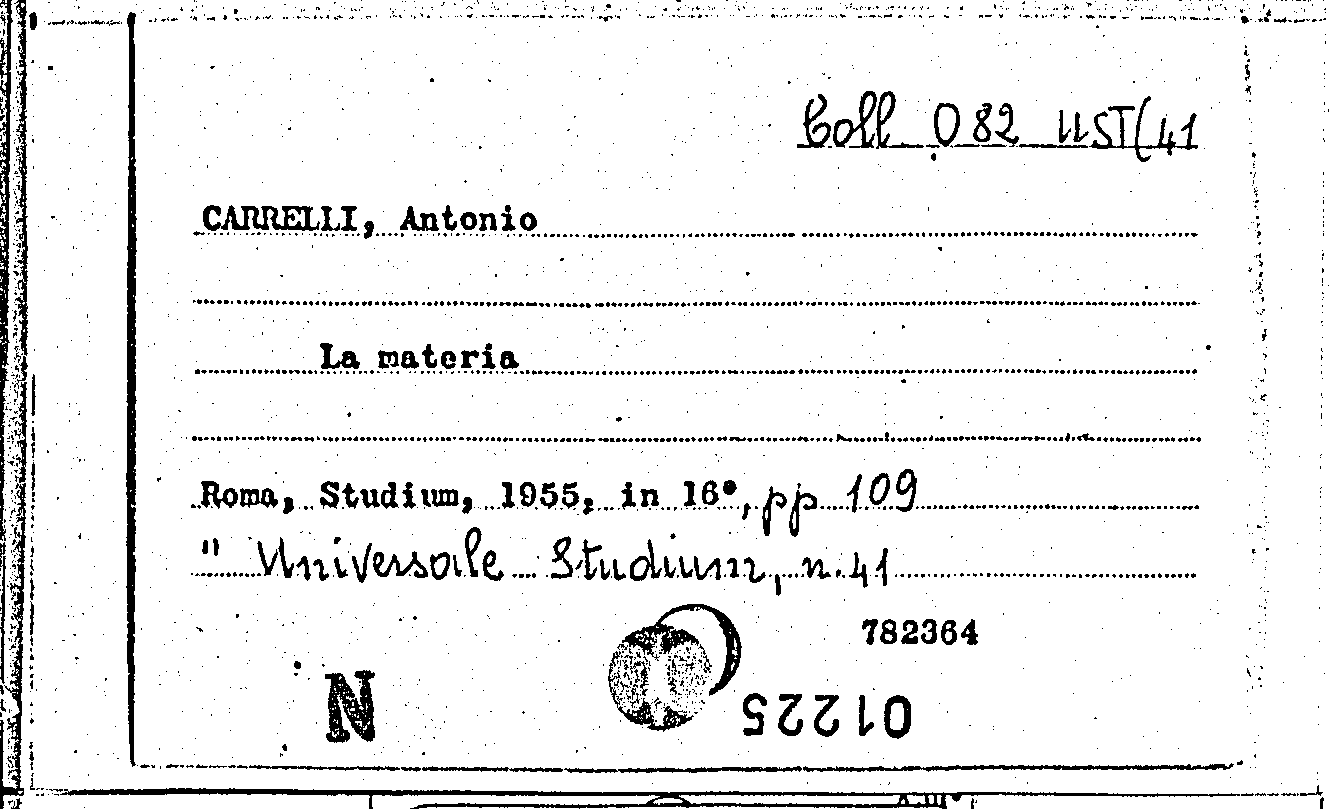 Coll 082 UST(41
CARRELLI, Antonio
La materia
Roma, Studium, 1955, in 16°, pp 109
" Universale Studium, n. 41
782364
N
01225